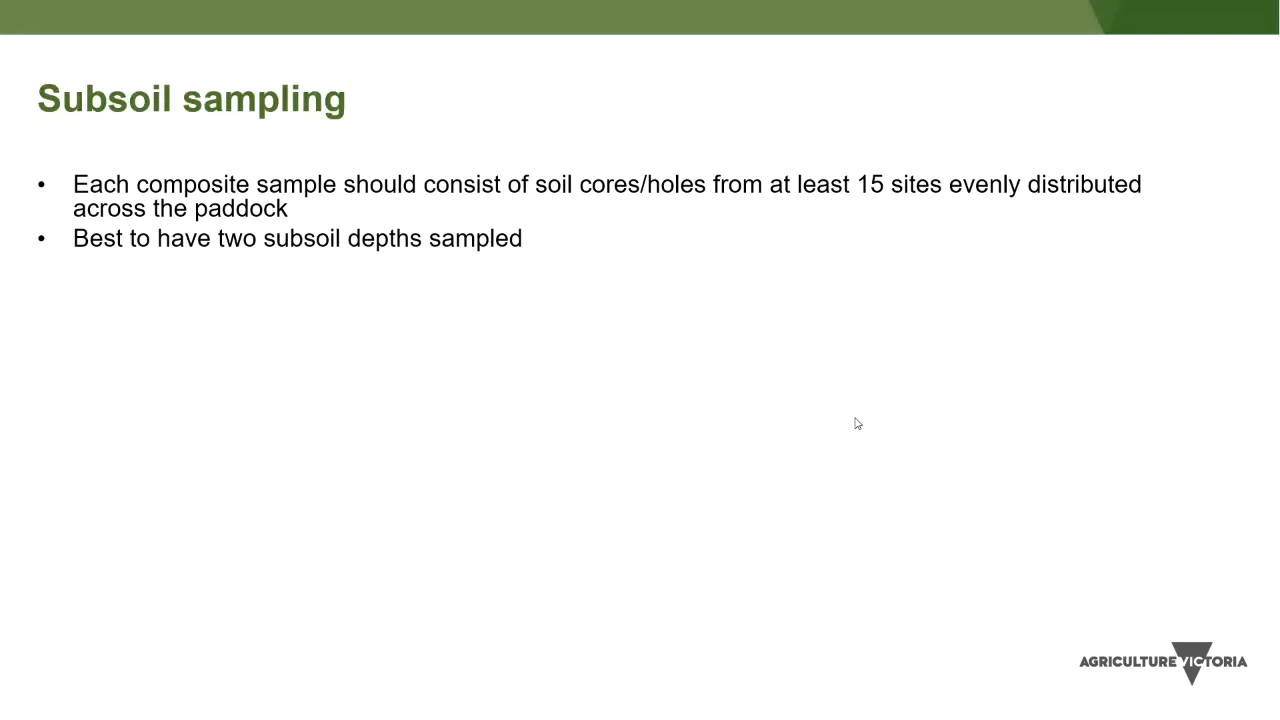 Subsoil sampling
• Each composite sample should consist of soil cores/holes from at least 15 sites evenly distributed
across the paddock
• Best to have two subsoil depths sampled
AGRICULTURE VICTORIA